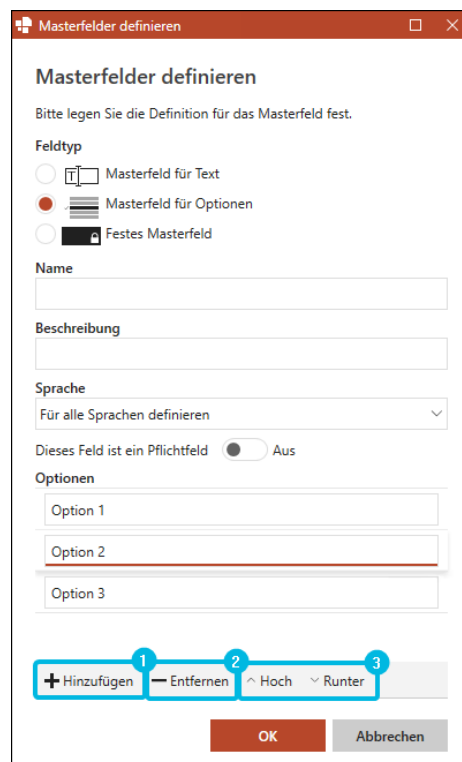 Masterfelder definieren
Masterfelder definieren
Bitte legen Sie die Definition für das Masterfeld fest.
Feldtyp
T Masterfeld für Text
Masterfeld für Optionen
Festes Masterfeld
Name
Beschreibung
Sprache
Für alle Sprachen definieren
Dieses Feld ist ein Pflichtfeld Aus
Optionen
Option 1
Option 2
Option 3
1 2 3
Hinzufügen Entfernen Hoch Runter
OK Abbrechen